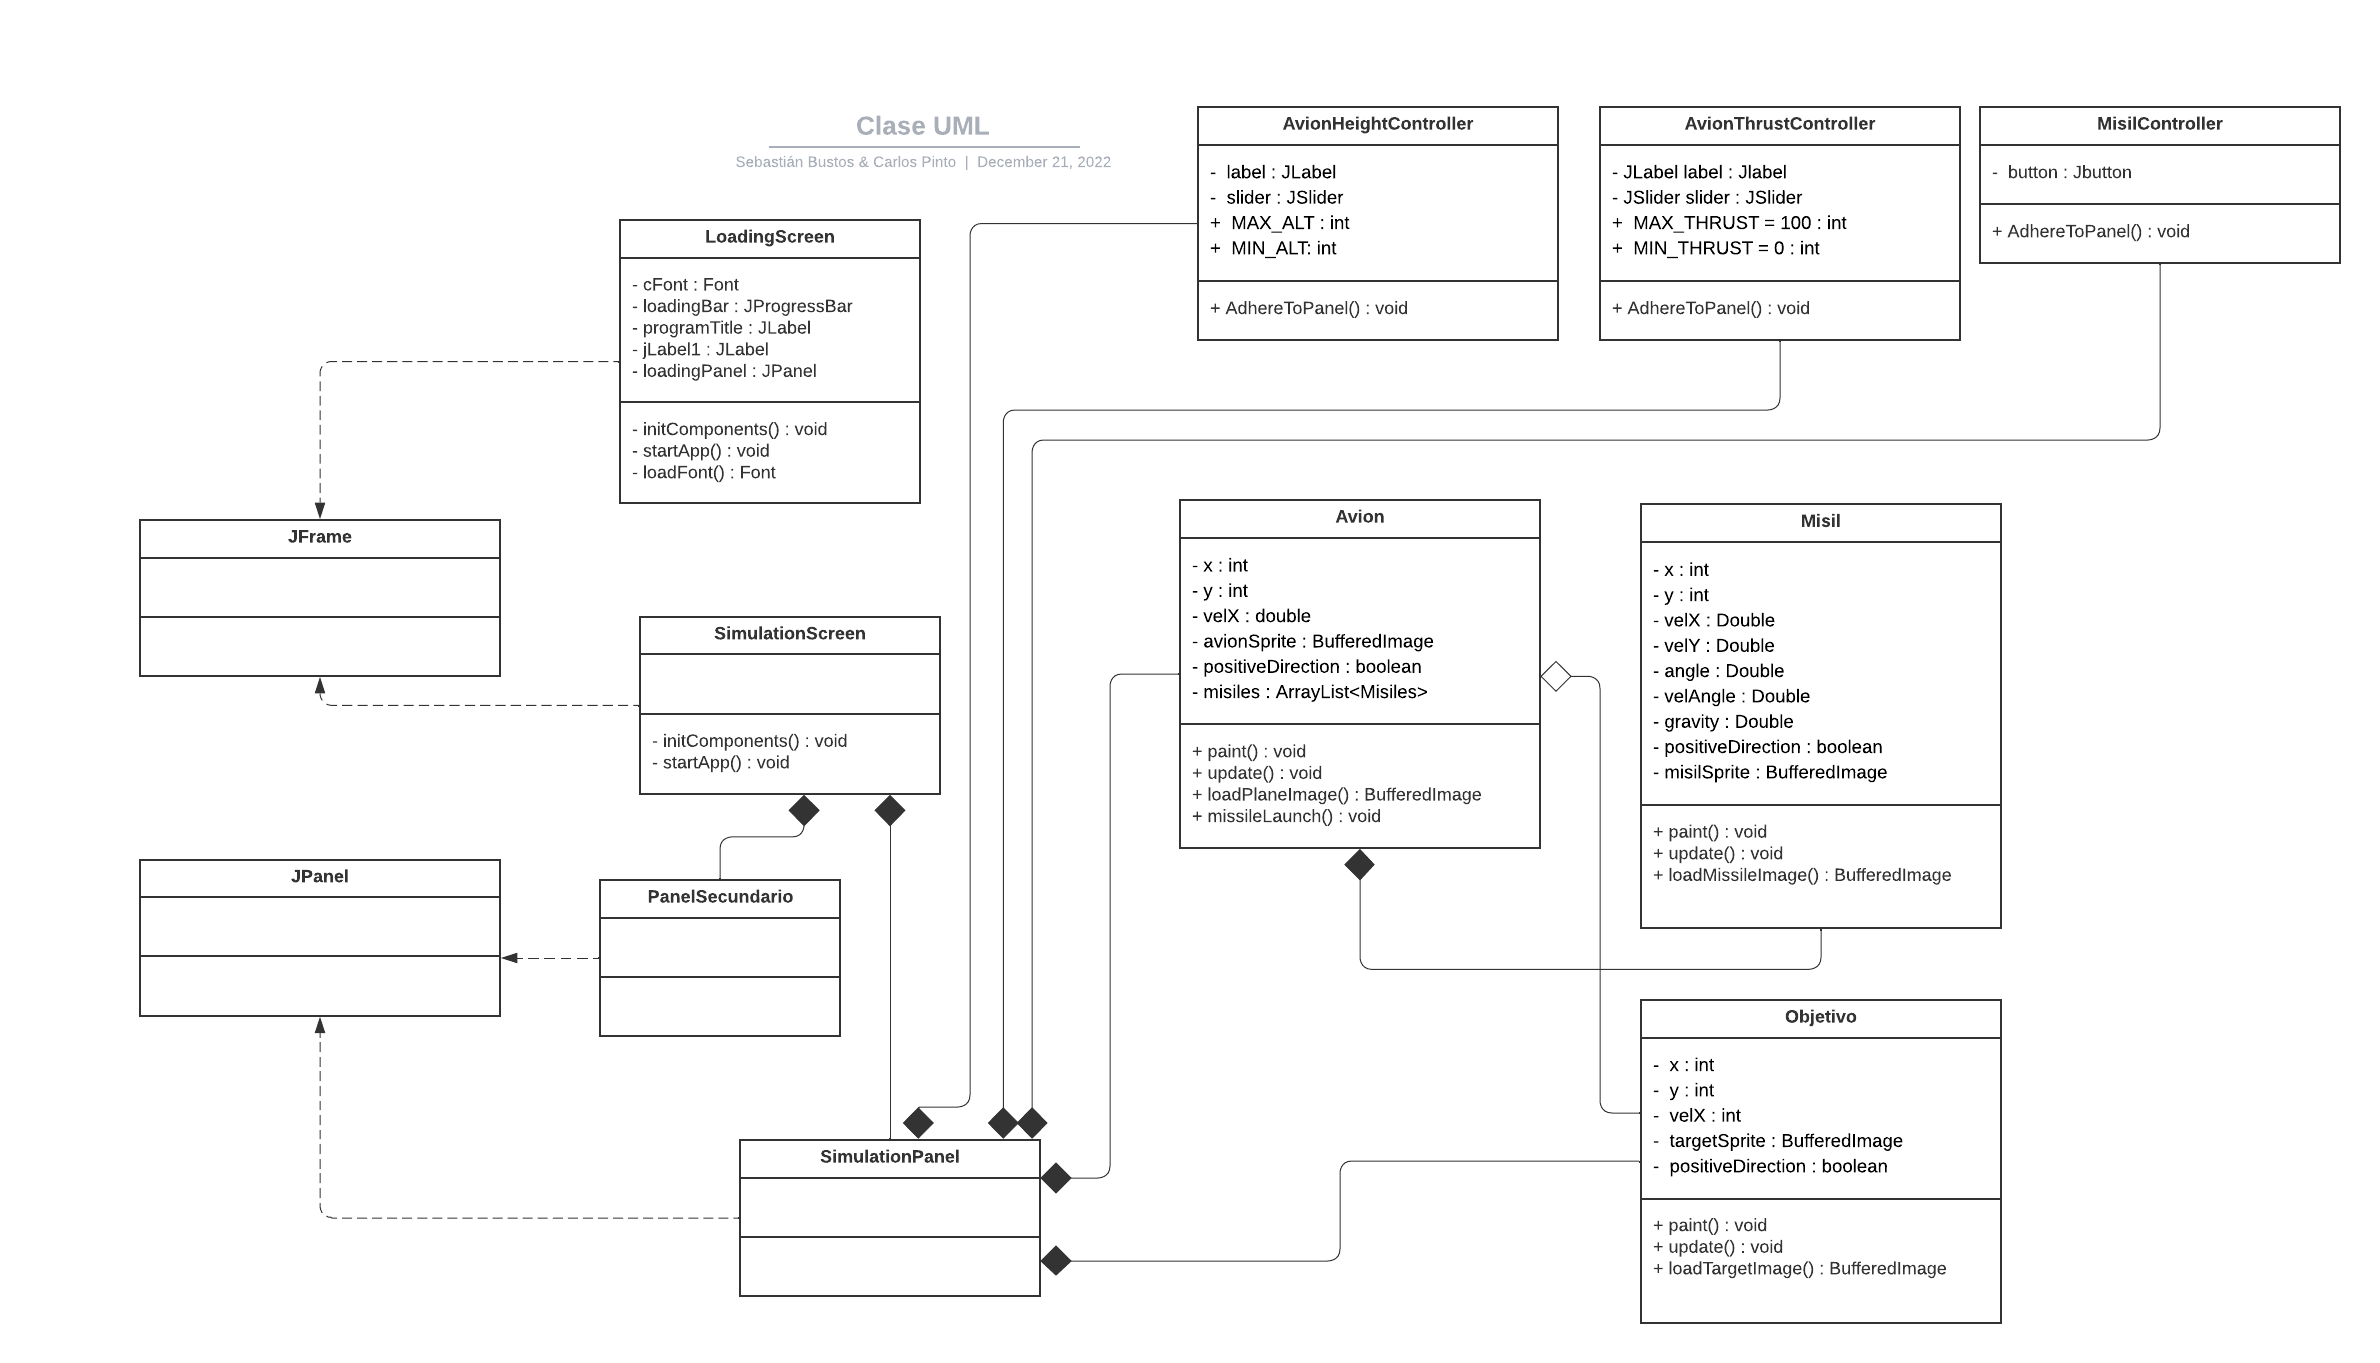 Clase UML
Sebastián Bustos & Carlos Pinto | December 21, 2022
AvionHeightController
- label : JLabel
- slider : JSlider
+ MAX_ALT : int
+ MIN_ALT: int
+ AdhereToPanel() : void
AvionThrustController
- JLabel label : Jlabel
- JSlider slider : JSlider
+ MAX_THRUST = 100 : int
+ MIN_THRUST = 0 : int
+ AdhereToPanel() : void
MisilController
- button : Jbutton
+ AdhereToPanel() : void
LoadingScreen
- cFont : Font
- loadingBar : JProgressBar
- programTitle : JLabel
- jLabel1 : JLabel
- loadingPanel : JPanel
- initComponents() : void
- startApp() : void
- loadFont() : Font
JFrame
SimulationScreen
- initComponents() : void
- startApp() : void
Avion
- x : int
- y : int
- velX : double
- avionSprite : BufferedImage
- positiveDirection : boolean
- misiles : ArrayList<Misiles>
+ paint() : void
+ update() : void
+ loadPlaneImage() : BufferedImage
+ missileLaunch() : void
Misil
- x : int
- y : int
- velX : Double
- velY : Double
- angle : Double
- velAngle : Double
- gravity : Double
- positiveDirection : boolean
- misilSprite : BufferedImage
+ paint() : void
+ update() : void
+ loadMissileImage() : BufferedImage
JPanel
PanelSecundario
SimulationPanel
Objetivo
- x : int
- y : int
- velX : int
- targetSprite : BufferedImage
- positiveDirection : boolean
+ paint() : void
+ update() : void
+ loadTargetImage() : BufferedImage